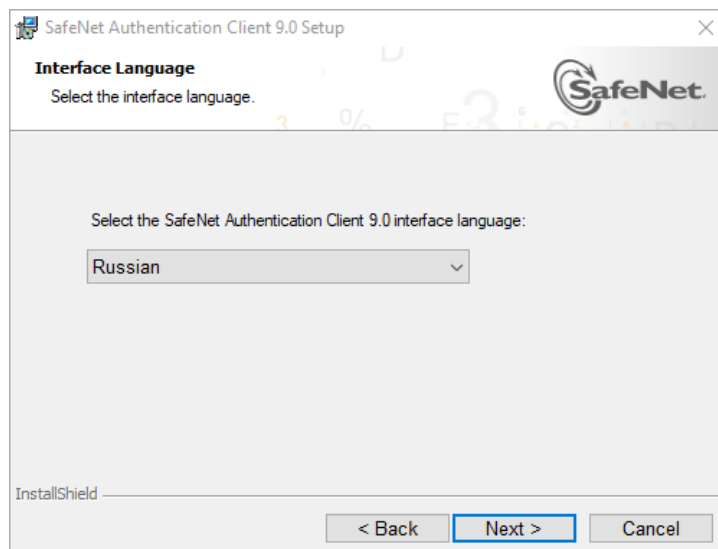 SafeNet Authentication Client 9.0 Setup
Interface Language
Select the interface language.
SafeNet.
Select the SafeNet Authentication Client 9.0 interface language:
Russian
InstallShield
< Back
Next >
Cancel